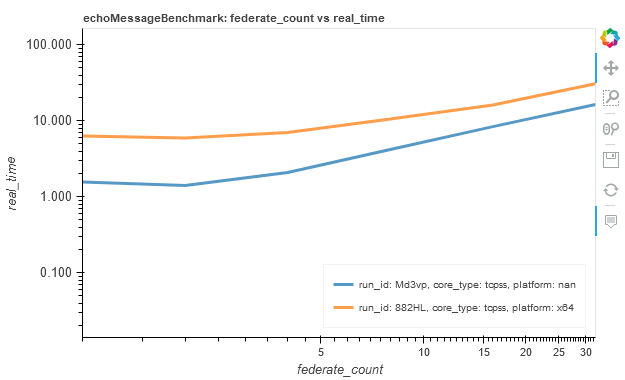 echoMessageBenchmark: federate_count vs real_time
100.000
10.000
1.000
0.100
real_time
run_id: Md3vp, core_type: tcpss, platform: nan
run_id: 882HL, core_type: tcpss, platform: x64
5 10 15 20 25 30
federate_count